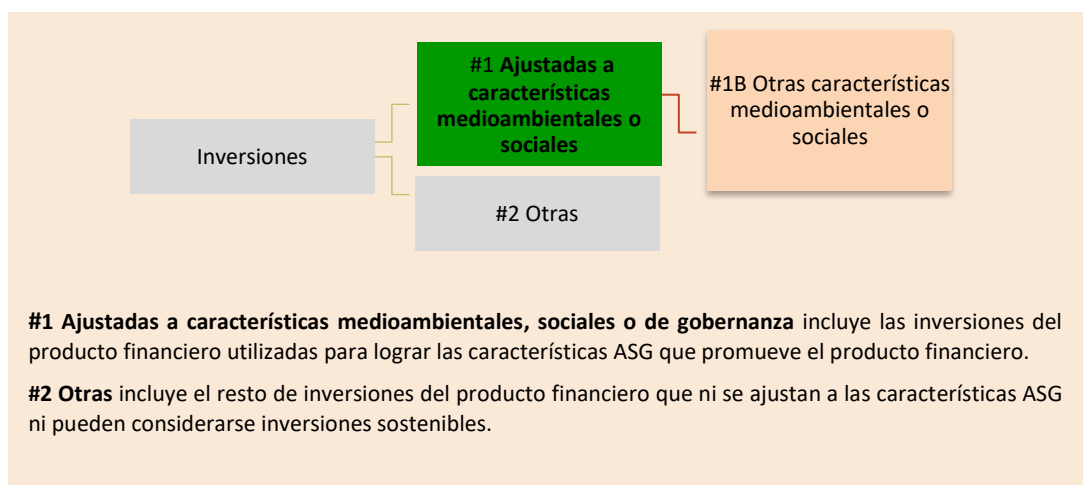 #1 Ajustadas a
características
medioambientales o
sociales
#1B Otras características
medioambientales o
sociales
Inversiones
#2 Otras
#1 Ajustadas a características medioambientales, sociales o de gobernanza incluye las inversiones del
producto financiero utilizadas para lograr las características ASG que promueve el producto financiero.
#2 Otras incluye el resto de inversiones del producto financiero que ni se ajustan a las características ASG
ni pueden considerarse inversiones sostenibles.